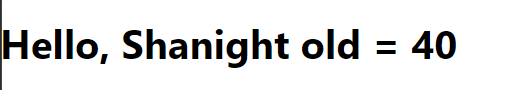 Hello, Shanight old = 40